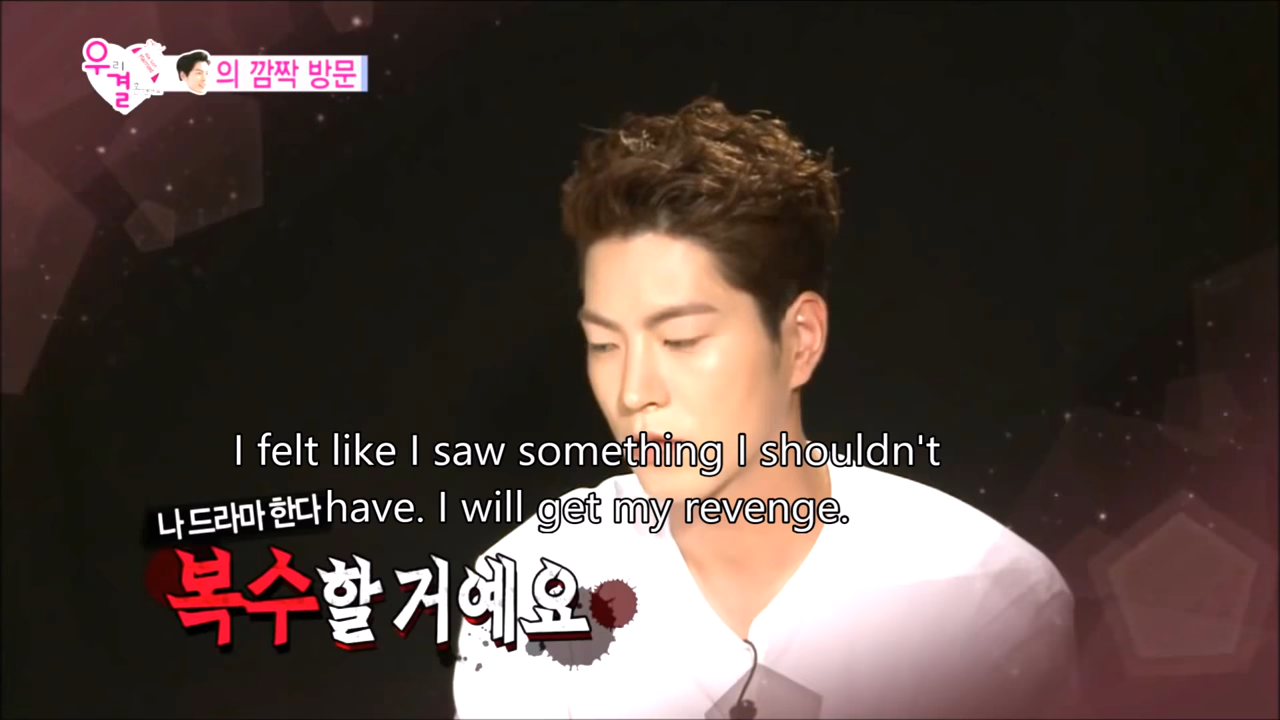 우리
결
의 깜짝 방문
I felt like I saw something I shouldn't
have. I will get my revenge.
나 드라마 한다
복수할 거예요